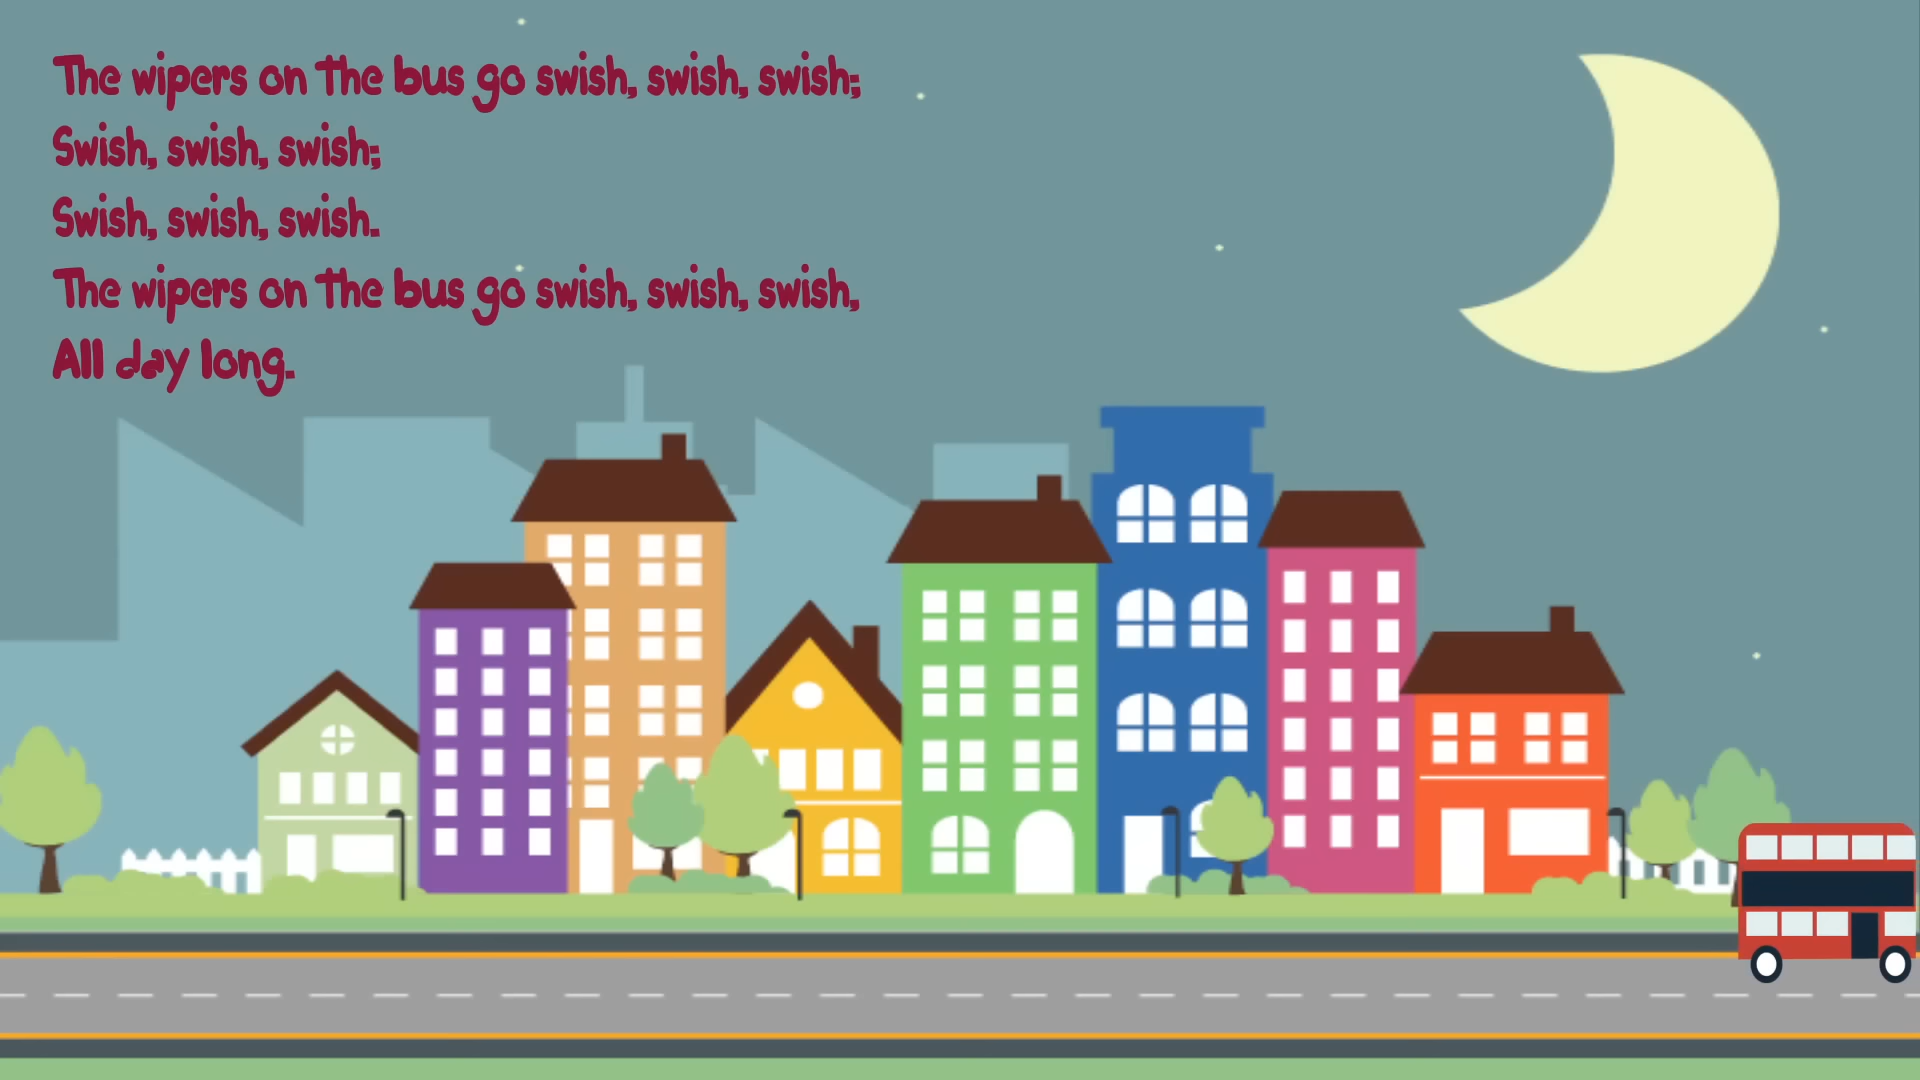 The wipers on the bus go swish, swish, swish;
Swish, swish, swish;
Swish, swish, swish.
The wipers on the bus go swish, swish, swish,
All day long.